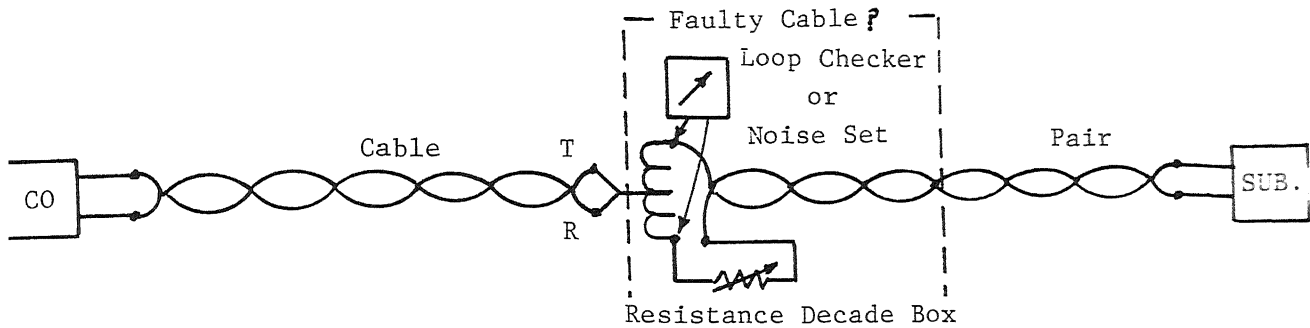 Faulty Cable?
Loop Checker
or
Noise Set
Cable
T
Pair
CO
SUB.
R
Resistance Decade Box